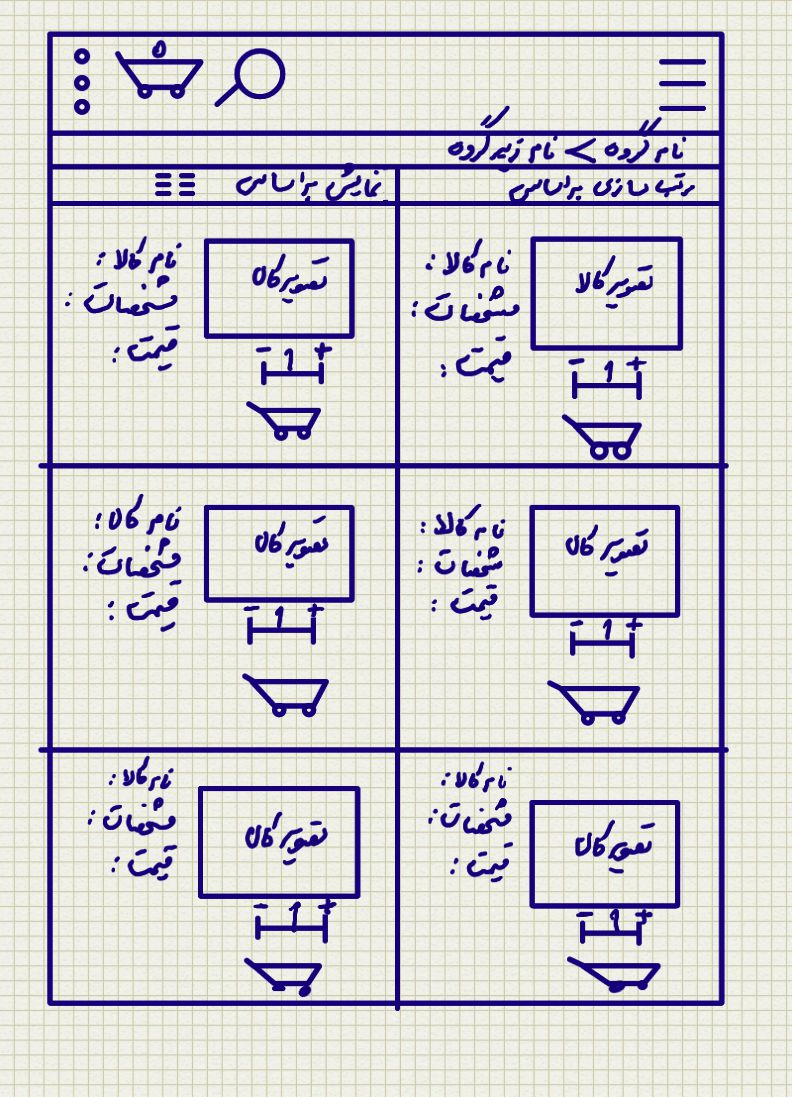 0
نام گروه > نام زیرگروه
مرتب سازی براساس
نمایش براساس
تصویر کالا
نام کالا:
مشخصات:
قیمت:
- 1 +
تصویر کالا
نام کالا:
مشخصات:
قیمت:
- 1 +
تصویر کالا
نام کالا:
مشخصات:
قیمت:
- 1 +
تصویر کالا
نام کالا:
مشخصات:
قیمت:
- 1 +
تصویر کالا
نام کالا:
مشخصات:
قیمت:
- 1 +
تصویر کالا
نام کالا:
مشخصات:
قیمت:
- 1 +